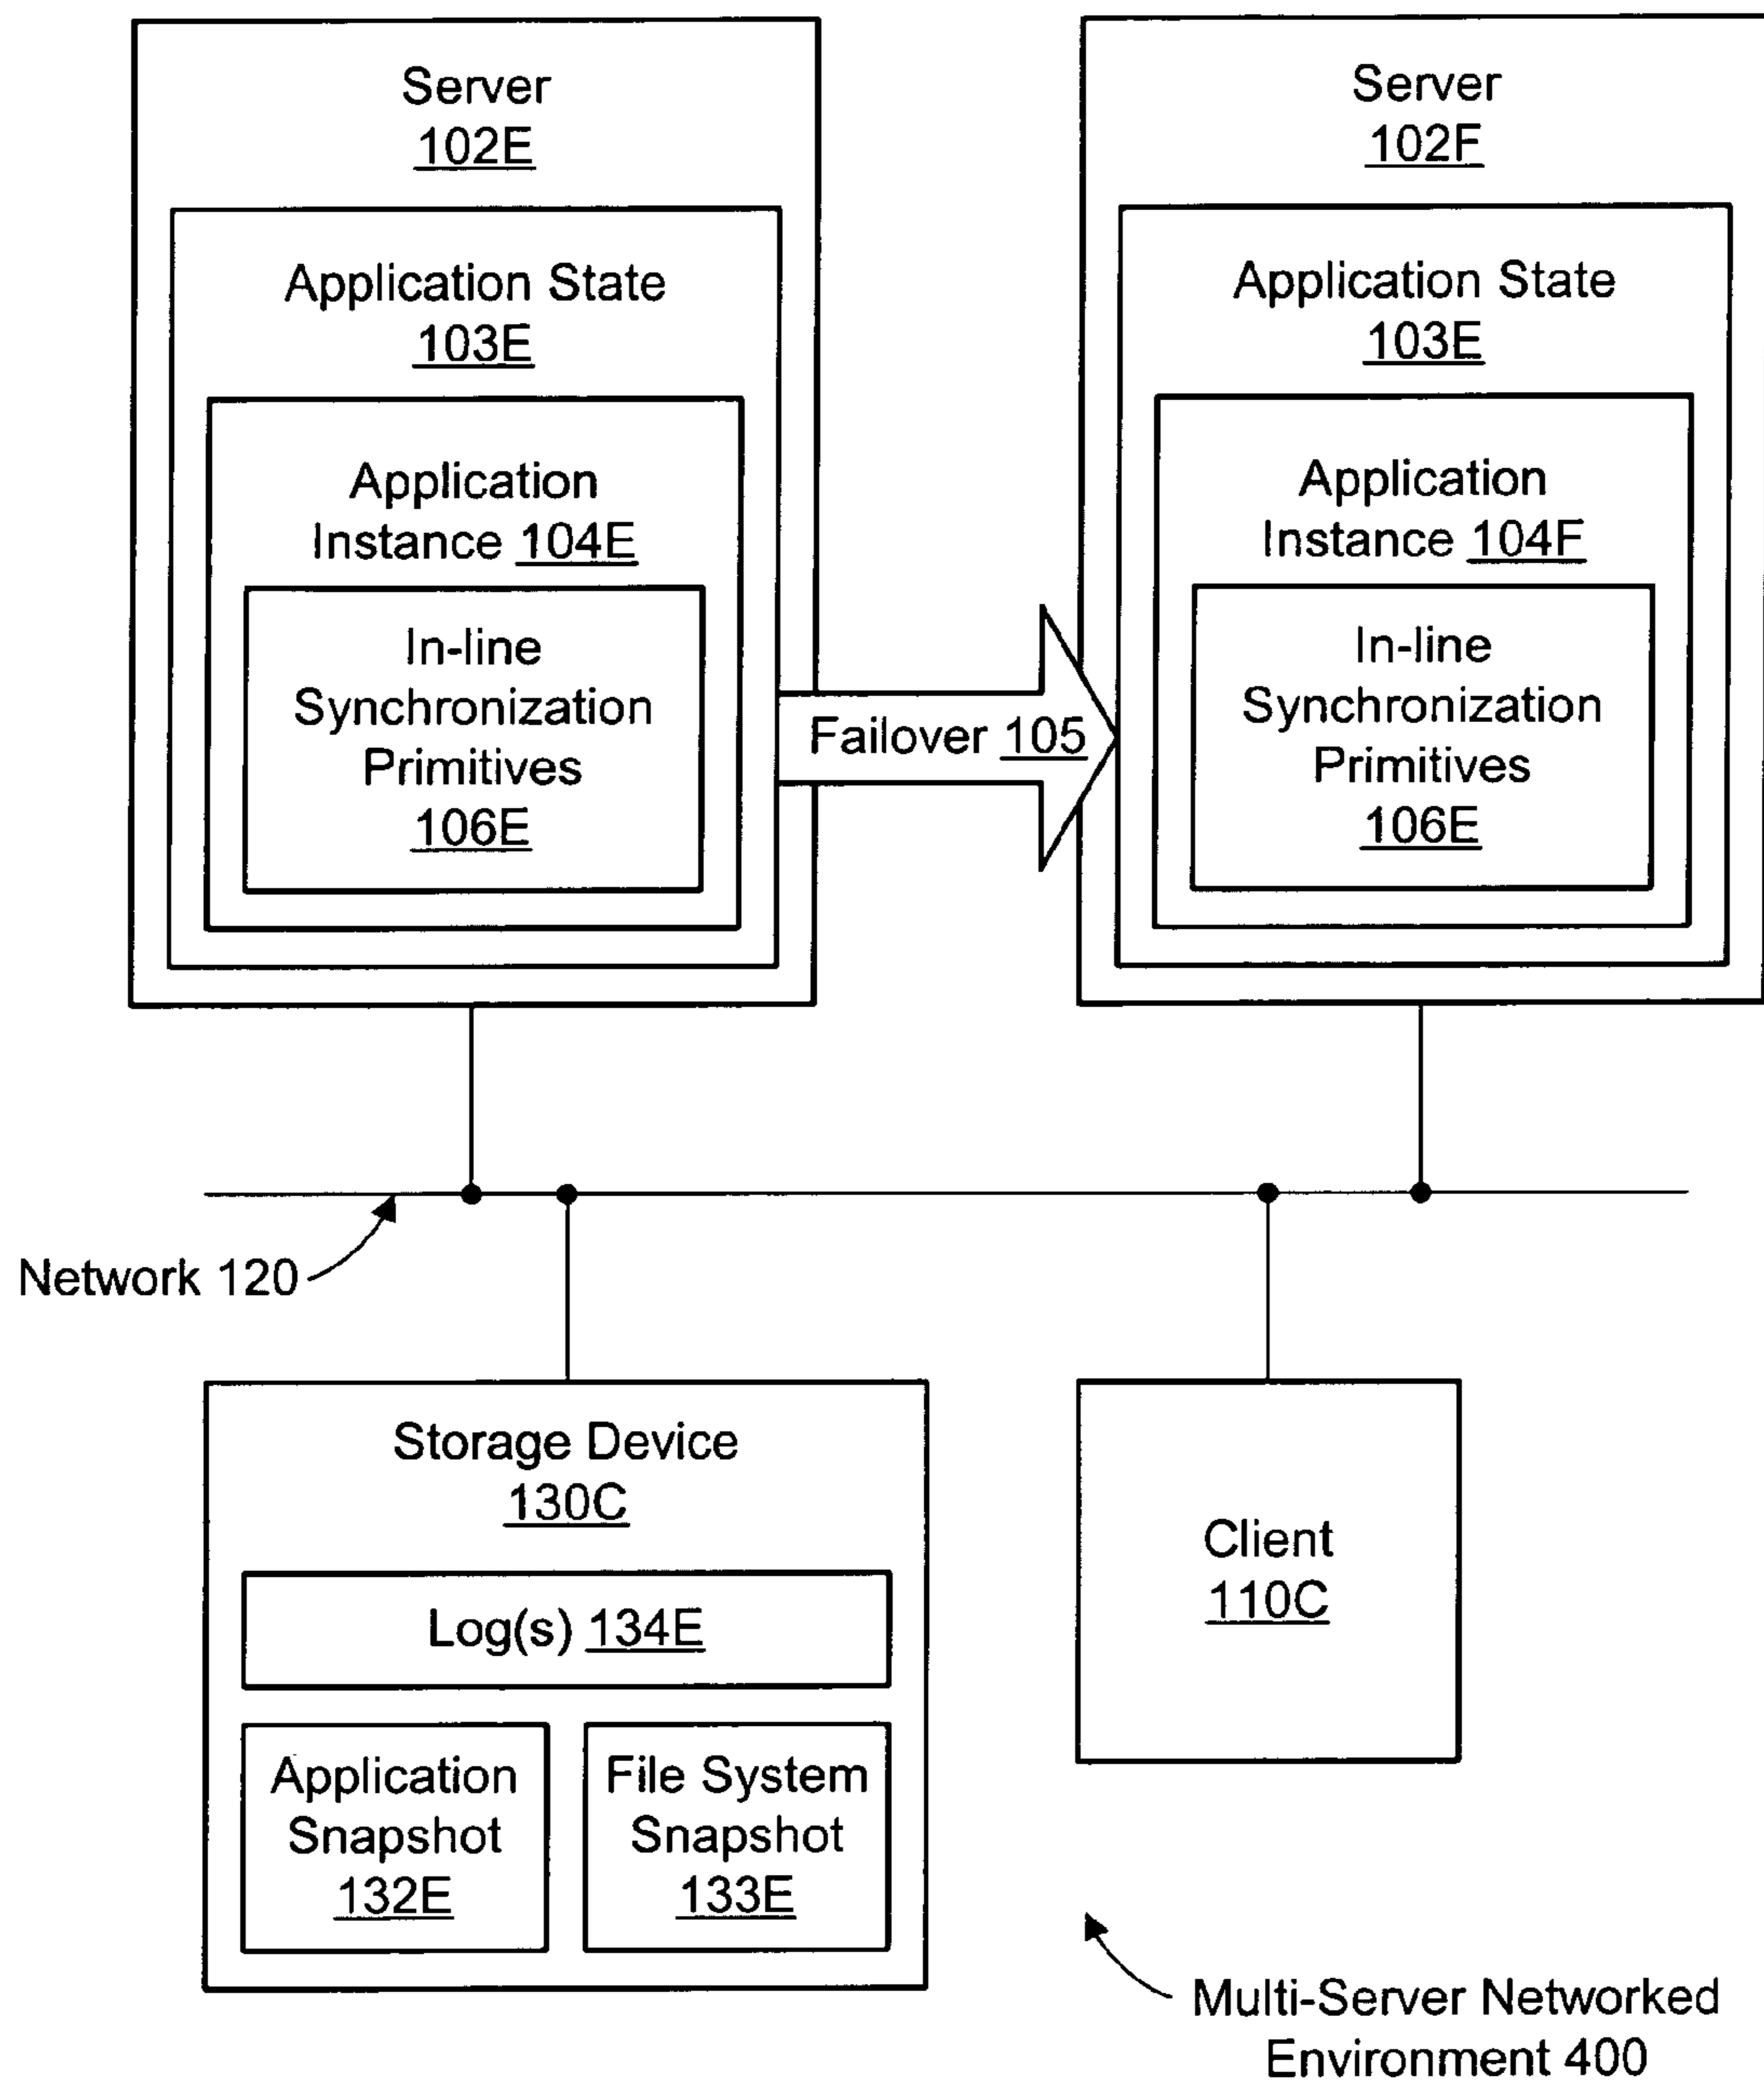 Server
102E
Application State
103E
Application
Instance 104E
In-line
Synchronization
Primitives
106E
Failover 105
Server
102F
Application State
103E
Application
Instance 104F
In-line
Synchronization
Primitives
106E
Network 120
Storage Device
130C
Log(s) 134E
Application
Snapshot
132E
File System
Snapshot
133E
Client
110C
Multi-Server Networked
Environment 400